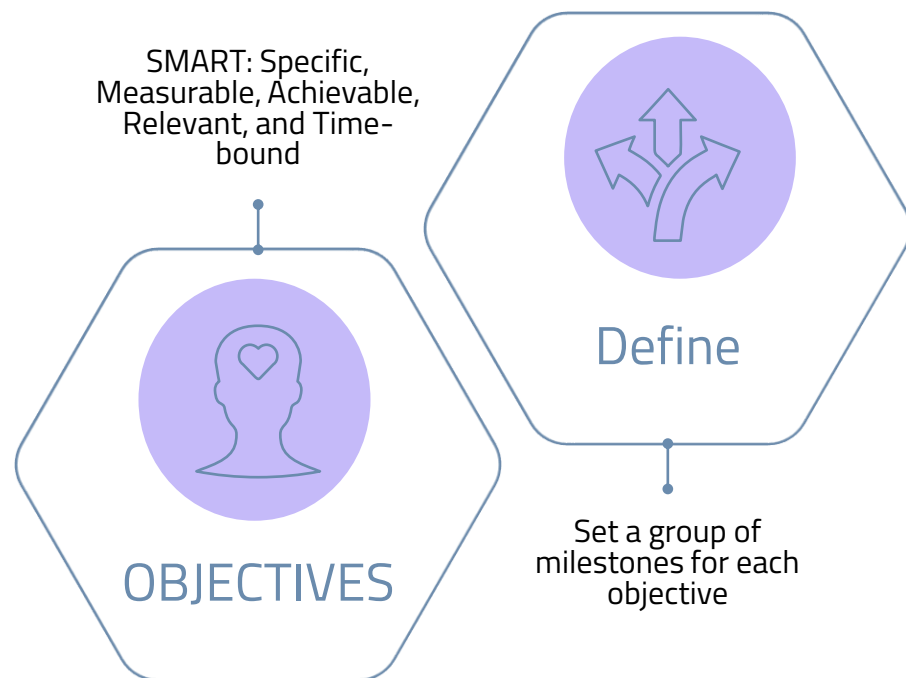 SMART: Specific,
Measurable, Achievable,
Relevant, and Time-
bound
OBJECTIVES
Define
Set a group of
milestones for each
objective